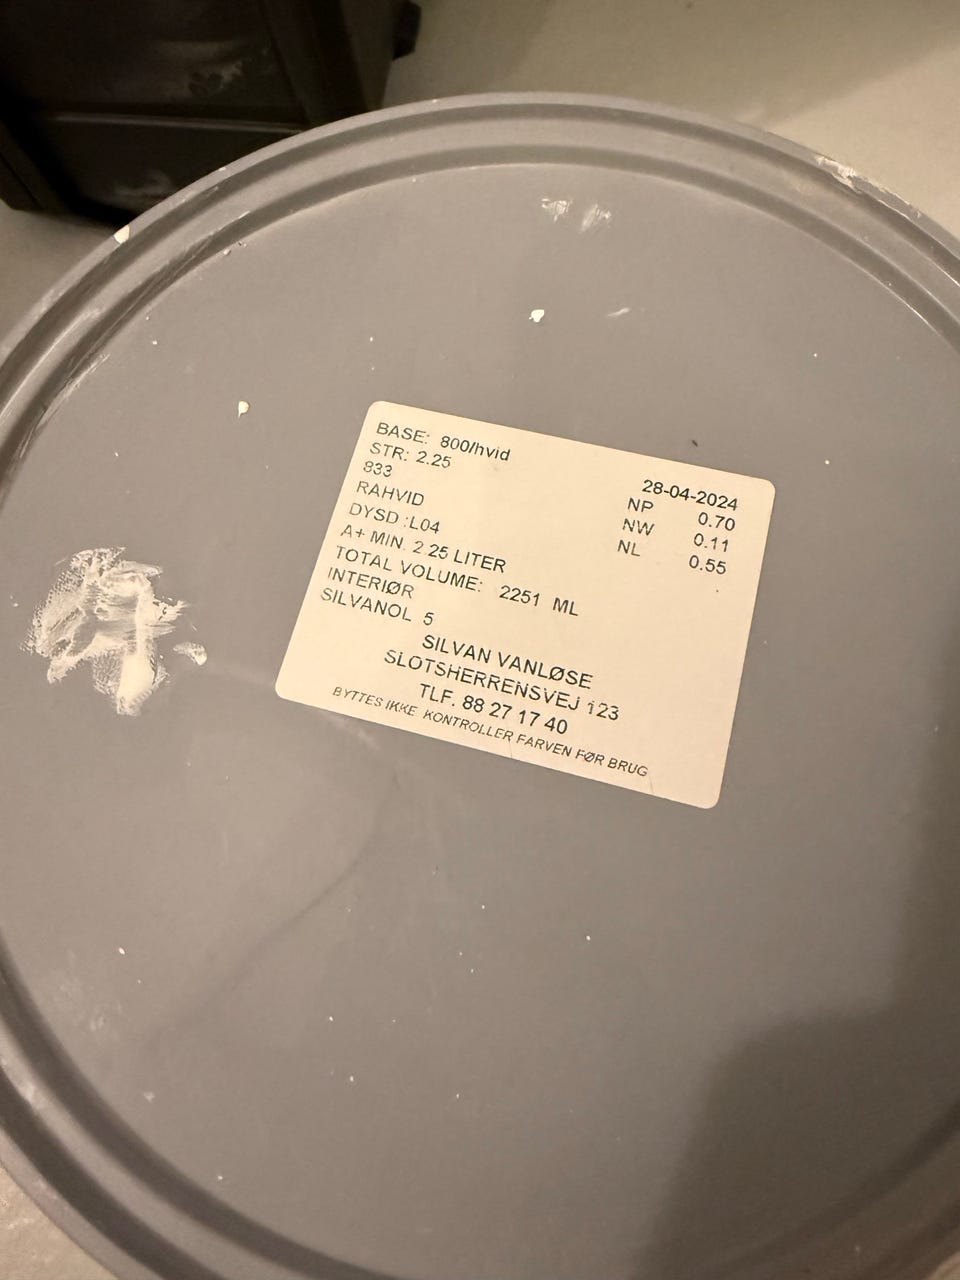 BASE: 800/hvid
STR: 2.25
28-04-2024
833
NP 0.70
RAHVID
NW 0.11
DYSD :L04
NL 0.55
A+ MIN. 2.25 LITER
TOTAL VOLUME: 2251 ML
INTERIØR
SILVANOL 5
SILVAN VANLØSE
SLOTSHERRENSVEJ 123
TLF. 88 27 17 40
BYTTES IKKE KONTROLLER FARVEN FØR BRUG